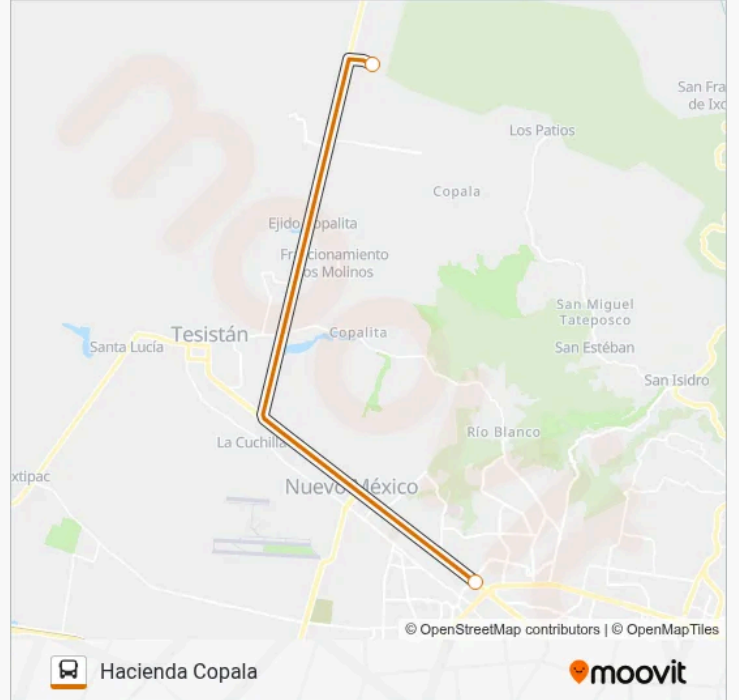 San Fra
de Ixc
Los Patios
Copala
Ejido Copalita
Fraccionamiento
Los Molinos
San Miguel
Tateposco
Tesistán
Copalita
Santa Lucía
San Estéban
San Isidro
La Cuchilla
Río Blanco
xtipac
Nuevo México
© OpenStreetMap contributors | © OpenMapTiles
Hacienda Copala
moovit